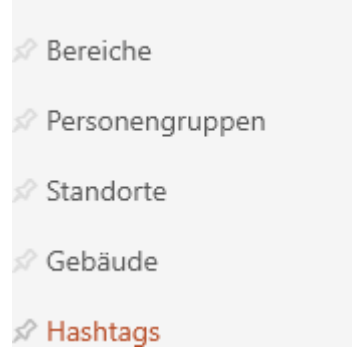 Bereiche
Personengruppen
Standorte
Gebäude
Hashtags